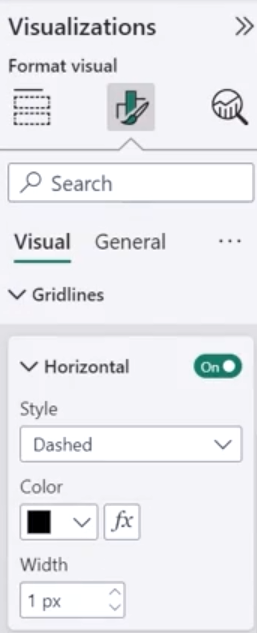 Visualizations
Format visual
Search
Visual General ...
Gridlines
Horizontal On
Style
Dashed
Color
fx
Width
1 px